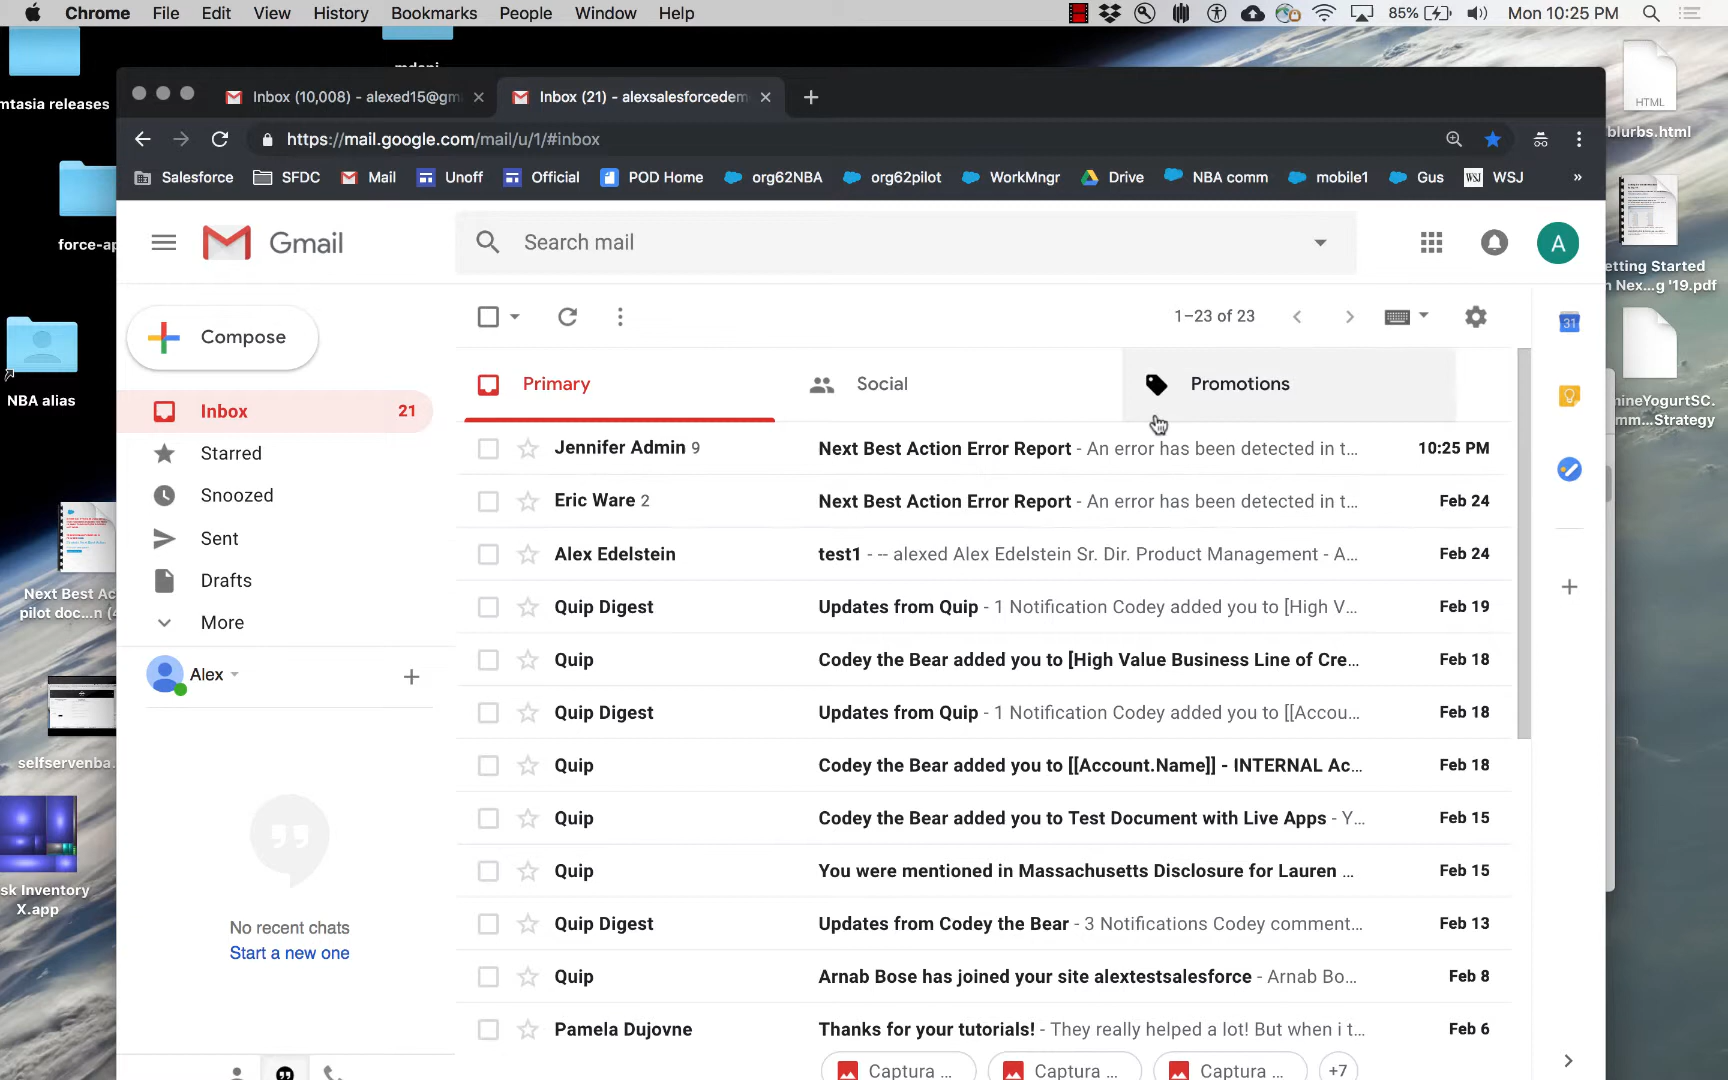 Chrome File Edit View History Bookmarks People Window Help 85% Mon 10:25 PM
mtasia releases
HTML
blurbs.html
Inbox (10,008) - alexed15@gm
Inbox (21) - alexsalesforcedem
https://mail.google.com/mail/u/1/#inbox
Salesforce SFDC Mail Unoff Official POD Home org62NBA org62pilot WorkMngr Drive NBA comm mobile1 Gus WSJ WSJ »
force-ap
etting Started
n Nex...g '19.pdf
Gmail Search mail A
Compose
1–23 of 23
31
NBA alias
Primary Social Promotions
ineYogurtSC.
mm...Strategy
Inbox 21
Starred
Snoozed
Sent
Drafts
More
Alex
Jennifer Admin 9 Next Best Action Error Report - An error has been detected in t... 10:25 PM
Eric Ware 2 Next Best Action Error Report - An error has been detected in t... Feb 24
Alex Edelstein test1 - -- alexed Alex Edelstein Sr. Dir. Product Management - A... Feb 24
Quip Digest Updates from Quip - 1 Notification Codey added you to [High V... Feb 19
Quip Codey the Bear added you to [High Value Business Line of Cre... Feb 18
Quip Digest Updates from Quip - 1 Notification Codey added you to [[Accou... Feb 18
Quip Codey the Bear added you to [[Account.Name]] - INTERNAL Ac... Feb 18
Quip Codey the Bear added you to Test Document with Live Apps - Y... Feb 15
Quip You were mentioned in Massachusetts Disclosure for Lauren ... Feb 15
Quip Digest Updates from Codey the Bear - 3 Notifications Codey comment... Feb 13
Quip Arnab Bose has joined your site alextestsalesforce - Arnab Bo... Feb 8
Pamela Dujovne Thanks for your tutorials! - They really helped a lot! But when i t... Feb 6
Captura ... Captura ... Captura ... +7
Next Best Ac
pilot doc...n (4
selfservenba.
sk Inventory
X.app
No recent chats
Start a new one